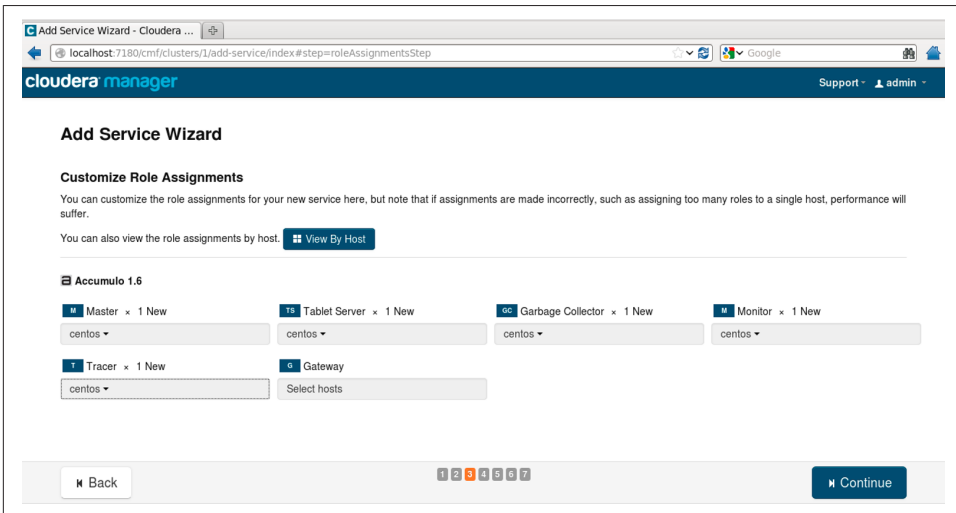 Add Service Wizard - Cloudera ...
localhost:7180/cmf/clusters/1/add-service/index#step=roleAssignmentsStep
Google
cloudera manager
Support
admin
Add Service Wizard
Customize Role Assignments
You can customize the role assignments for your new service here, but note that if assignments are made incorrectly, such as assigning too many roles to a single host, performance will
suffer.
You can also view the role assignments by host.
View By Host
Accumulo 1.6
M Master × 1 New
TS Tablet Server × 1 New
GC Garbage Collector × 1 New
M Monitor × 1 New
centos
centos
centos
centos
T Tracer × 1 New
G Gateway
centos
Select hosts
Back
1 2 3 4 5 6 7
Continue